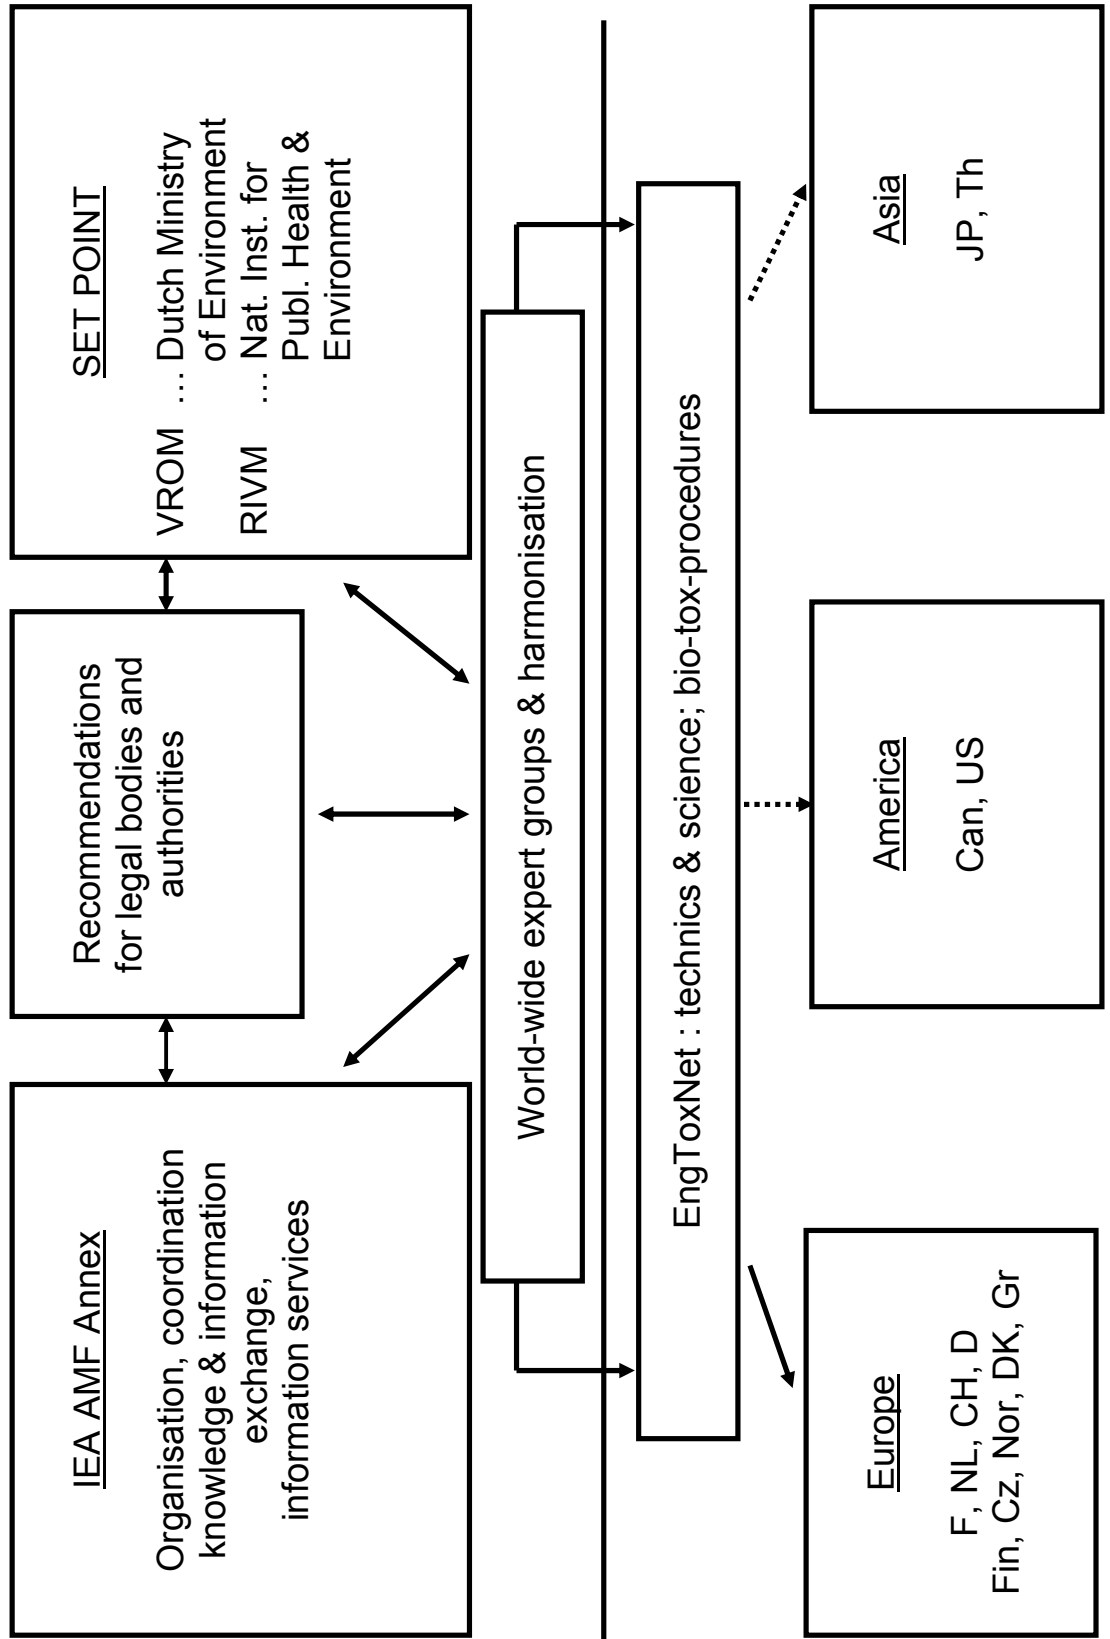 IEA AMF Annex
Organisation, coordination
knowledge & information
exchange,
information services
Recommendations
for legal bodies and
authorities
SET POINT
VROM … Dutch Ministry
of Environment
RIVM … Nat. Inst. for
Publ. Health &
Environment
World-wide expert groups & harmonisation
EngToxNet : technics & science; bio-tox-procedures
Europe
F, NL, CH, D
Fin, Cz, Nor, DK, Gr
America
Can, US
Asia
JP, Th